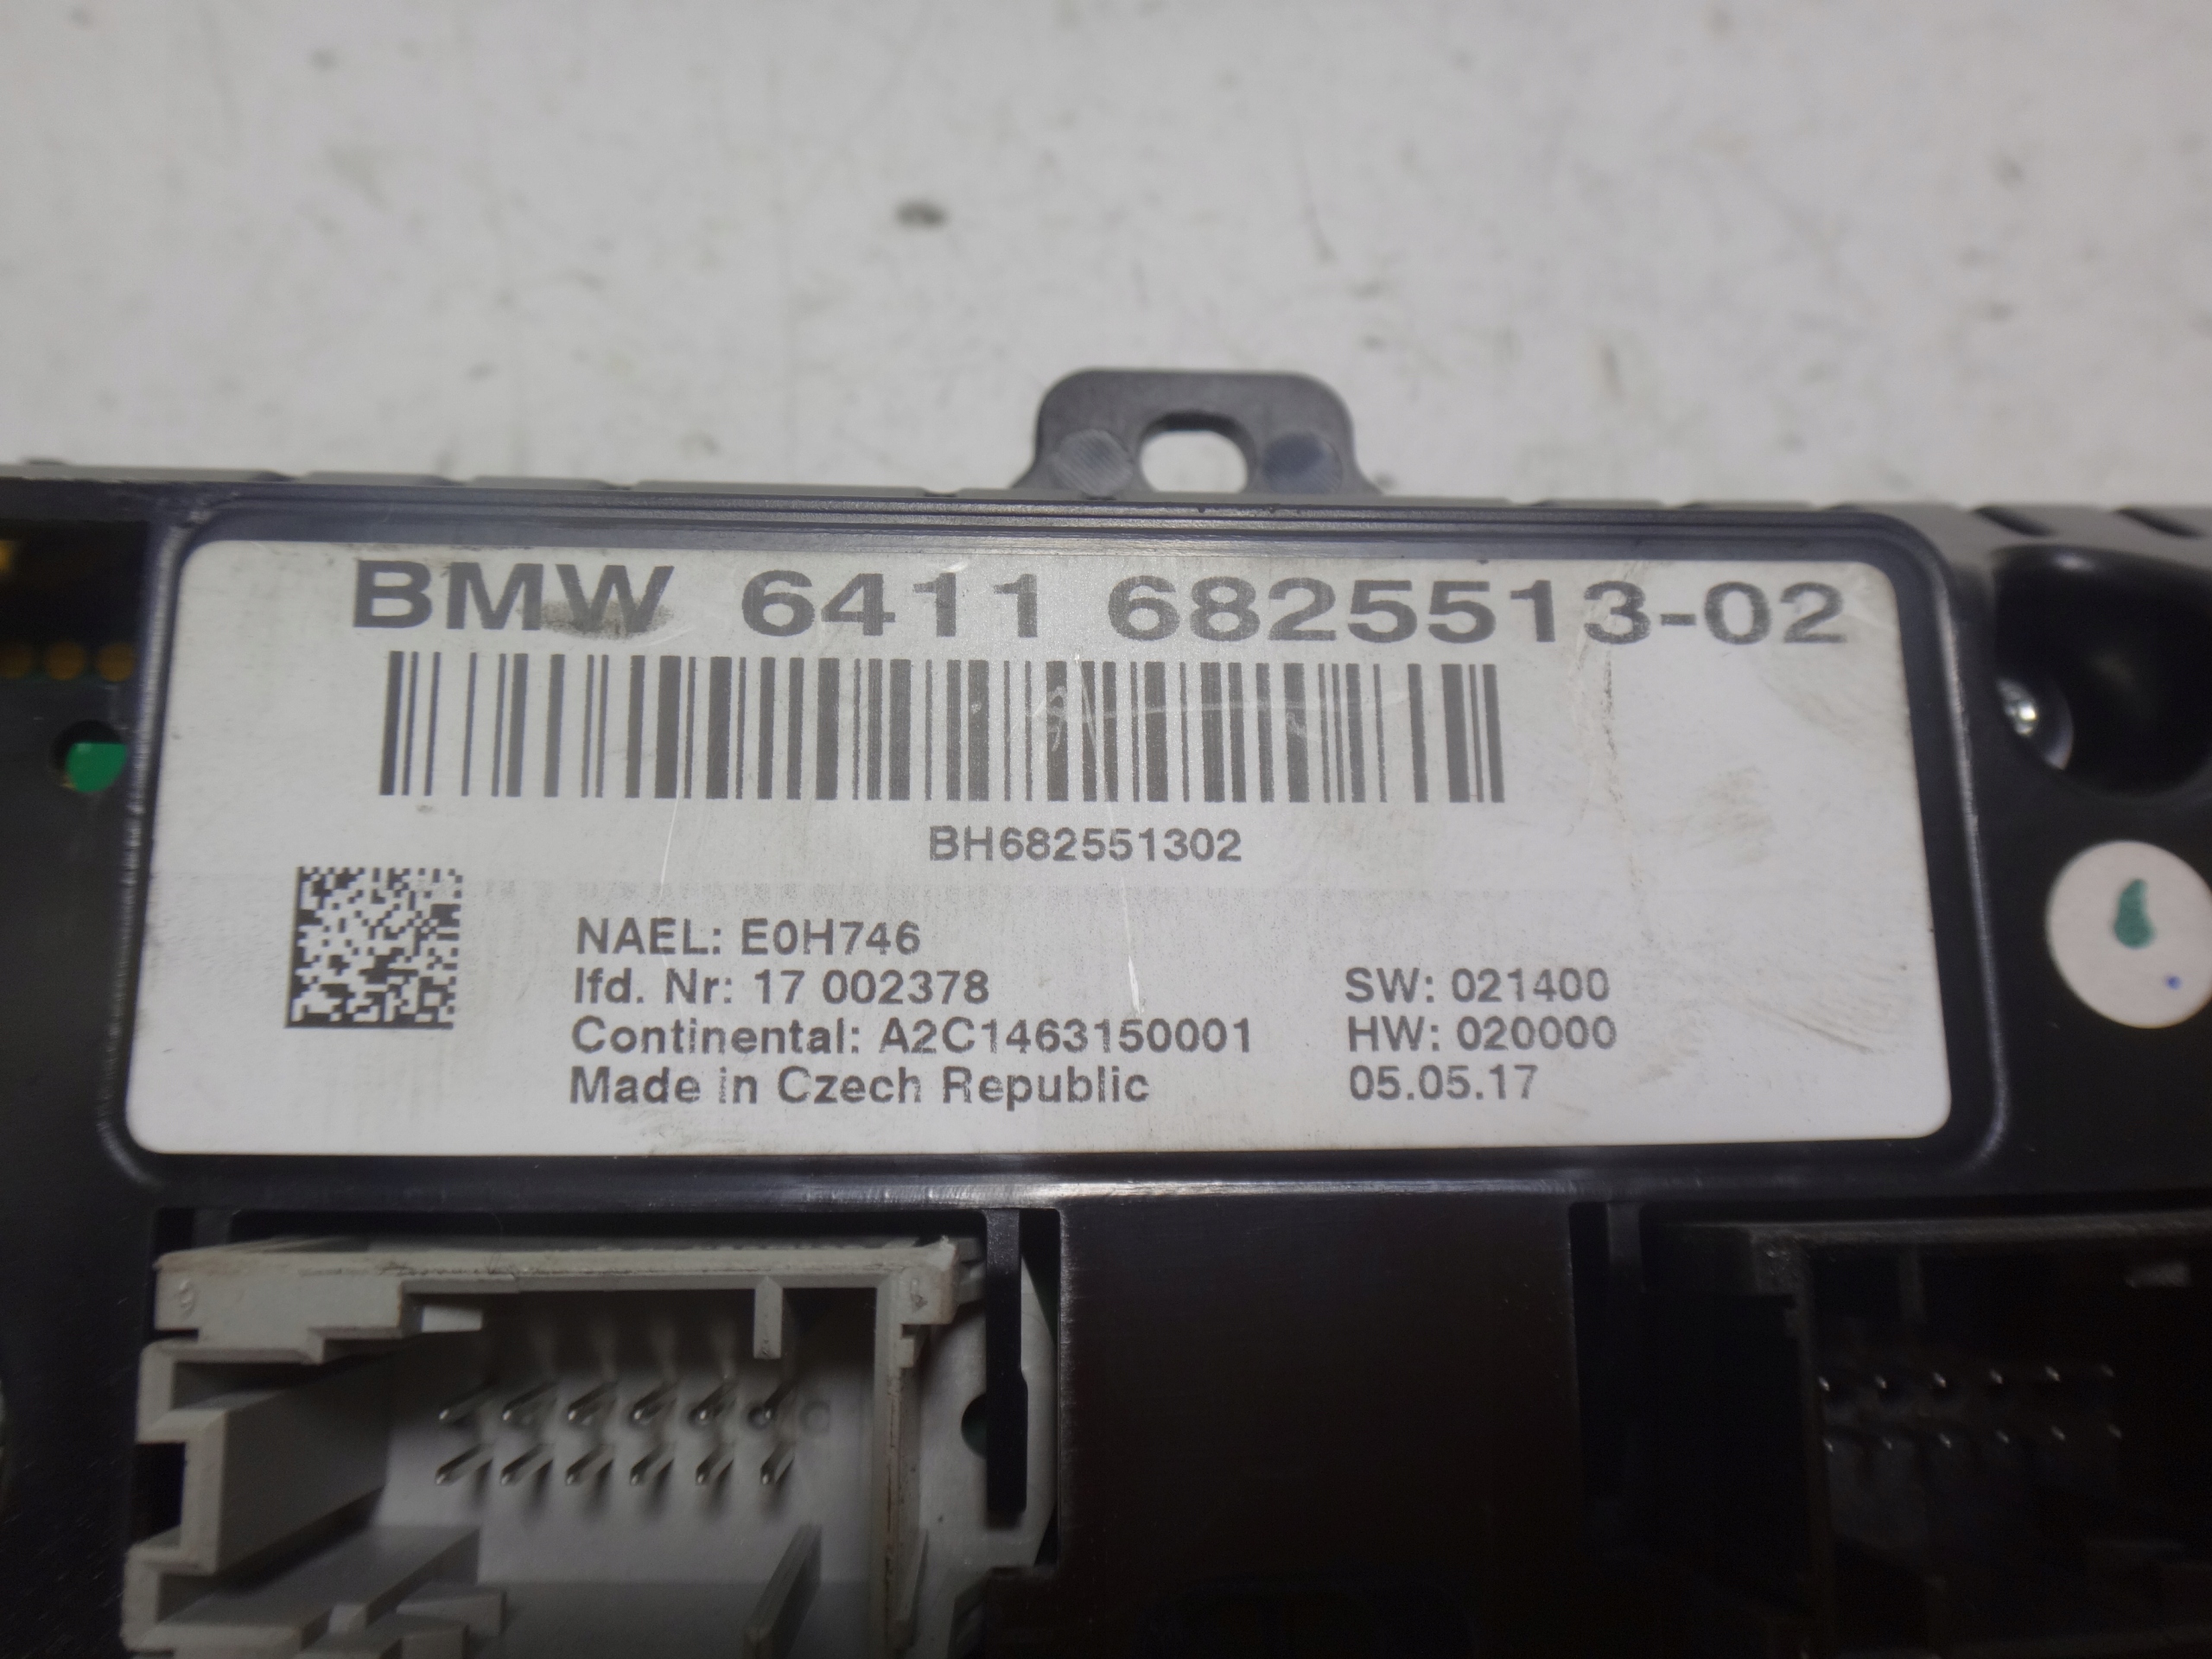 BMW 6411 6825513-02
BH682551302
NAEL: E0H746
lfd. Nr: 17 002378
Continental: A2C1463150001
Made in Czech Republic
SW: 021400
HW: 020000
05.05.17